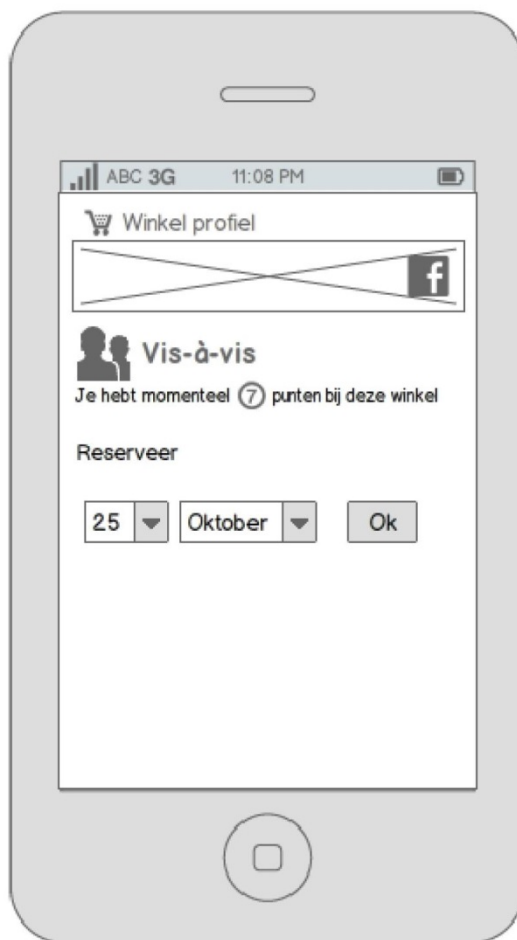 ABC 3G 11:08 PM
Winkel profiel
f
Vis-à-vis
Je hebt momenteel 7 punten bij deze winkel
Reserveer
25 Oktober Ok